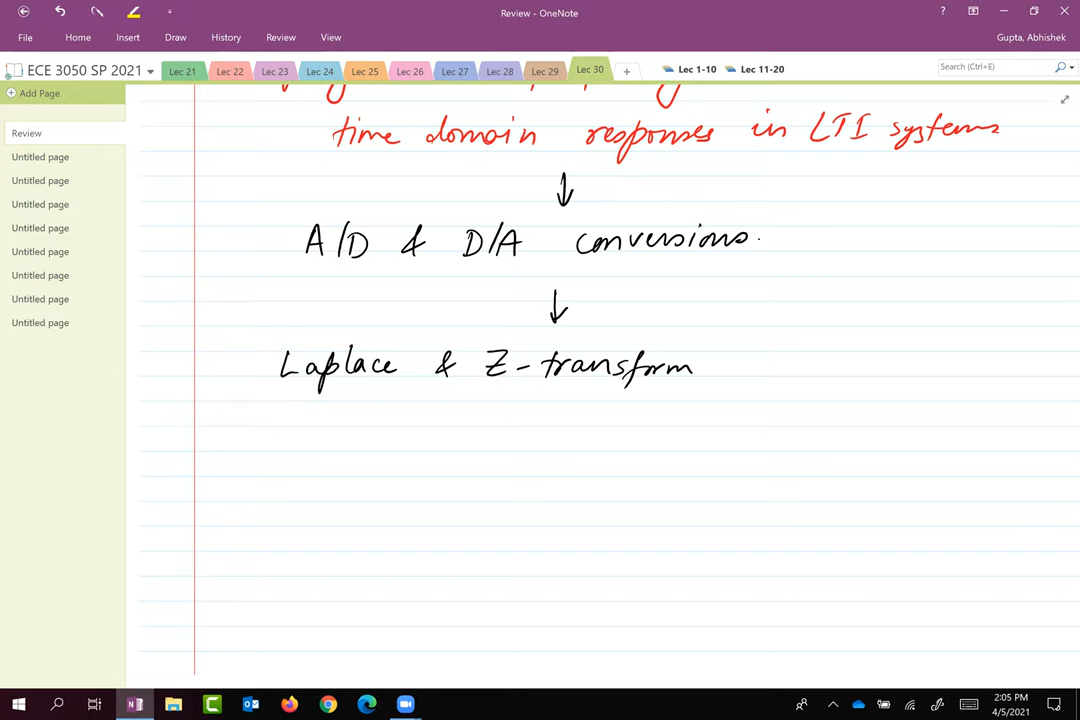 Review - OneNote
?
File Home Insert Draw History Review View
Gupta, Abhishek
ECE 3050 SP 2021
Lec 21 Lec 22 Lec 23 Lec 24 Lec 25 Lec 26 Lec 27 Lec 28 Lec 29 Lec 30 + Lec 1-10 Lec 11-20
Search (Ctrl+E)
Add Page
Review
Untitled page
Untitled page
Untitled page
Untitled page
Untitled page
Untitled page
Untitled page
Untitled page
time domain responses in LTI systems
↓
A/D & D/A conversions.
↓
Laplace & Z-transform
2:05 PM
4/5/2021